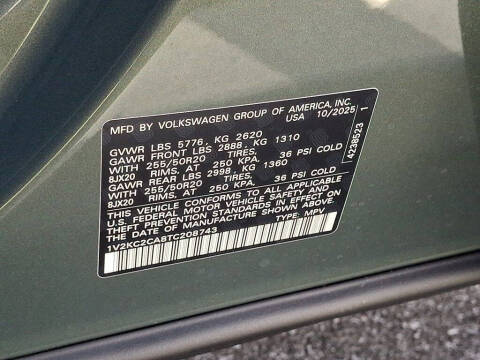 MFD BY VOLKSWAGEN GROUP OF AMERICA, INC.
USA 10/2025
GVWR LBS 5776, KG 2620
GAWR FRONT LBS 2888, KG 1310
WITH 255/50R20 TIRES, 36 PSI COLD
8JX20 RIMS, AT 250 KPA.
GAWR REAR LBS 2998, KG 1360
WITH 255/50R20 TIRES, 36 PSI COLD
8JX20 RIMS, AT 250 KPA.
THIS VEHICLE CONFORMS TO ALL APPLICABLE
U.S. FEDERAL MOTOR VEHICLE SAFETY AND
THEFT PREVENTION STANDARDS IN EFFECT ON
THE DATE OF MANUFACTURE SHOWN ABOVE.
1V2KC2CA8TC208743 TYPE: MPV
4238523 1